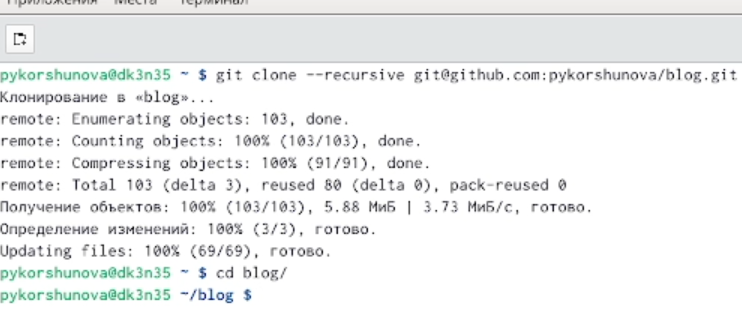 Приложения Места Терминал
pykorshunova@dk3n35 ~ $ git clone --recursive git@github.com:pykorshunova/blog.git
Клонирование в «blog»...
remote: Enumerating objects: 103, done.
remote: Counting objects: 100% (103/103), done.
remote: Compressing objects: 100% (91/91), done.
remote: Total 103 (delta 3), reused 80 (delta 0), pack-reused 0
Получение объектов: 100% (103/103), 5.88 МиБ | 3.73 МиБ/с, готово.
Определение изменений: 100% (3/3), готово.
Updating files: 100% (69/69), готово.
pykorshunova@dk3n35 ~ $ cd blog/
pykorshunova@dk3n35 ~/blog $